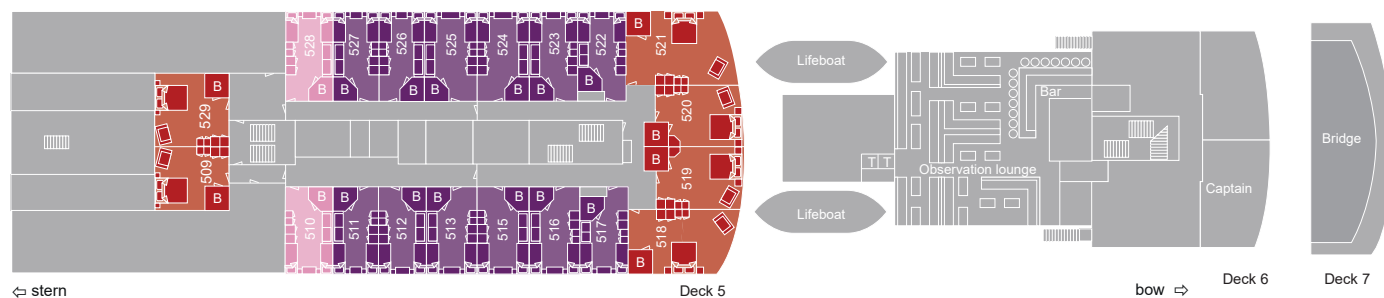 B
B
B B
B B
B
B
528
527
526
525
524
523
522
521
B
529
509
B
B
B
520
519
B
B
B B
B B
B
B
510
511
512
513
515
516
517
518
Lifeboat
Lifeboat
T T
Bar
Observation lounge
Captain
Bridge
⇦ stern
Deck 5
bow ⇨
Deck 6
Deck 7